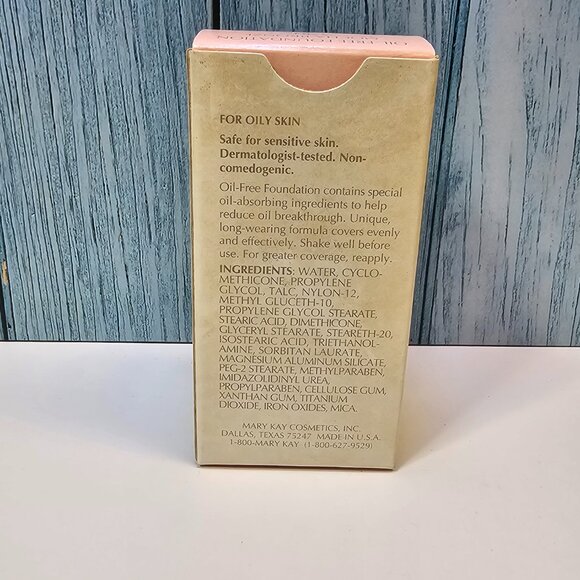 OIL-FREE FOUNDATION
FOR OILY SKIN
Safe for sensitive skin.
Dermatologist-tested. Non-
comedogenic.
Oil-Free Foundation contains special
oil-absorbing ingredients to help
reduce oil breakthrough. Unique,
long-wearing formula covers evenly
and effectively. Shake well before
use. For greater coverage, reapply.
INGREDIENTS: WATER, CYCLO-
METHICONE, PROPYLENE
GLYCOL, TALC, NYLON-12,
METHYL GLUCETH-10,
PROPYLENE GLYCOL STEARATE,
STEARIC ACID, DIMETHICONE,
GLYCERYL STEARATE, STEARETH-20,
ISOSTEARIC ACID, TRIETHANOL-
AMINE, SORBITAN LAURATE,
MAGNESIUM ALUMINUM SILICATE,
PEG-2 STEARATE, METHYLPARABEN,
IMIDAZOLIDINYL UREA,
PROPYLPARABEN, CELLULOSE GUM,
XANTHAN GUM, TITANIUM
DIOXIDE, IRON OXIDES, MICA.
MARY KAY COSMETICS, INC.
DALLAS, TEXAS 75247 MADE IN U.S.A.
1-800-MARY KAY (1-800-627-9529)